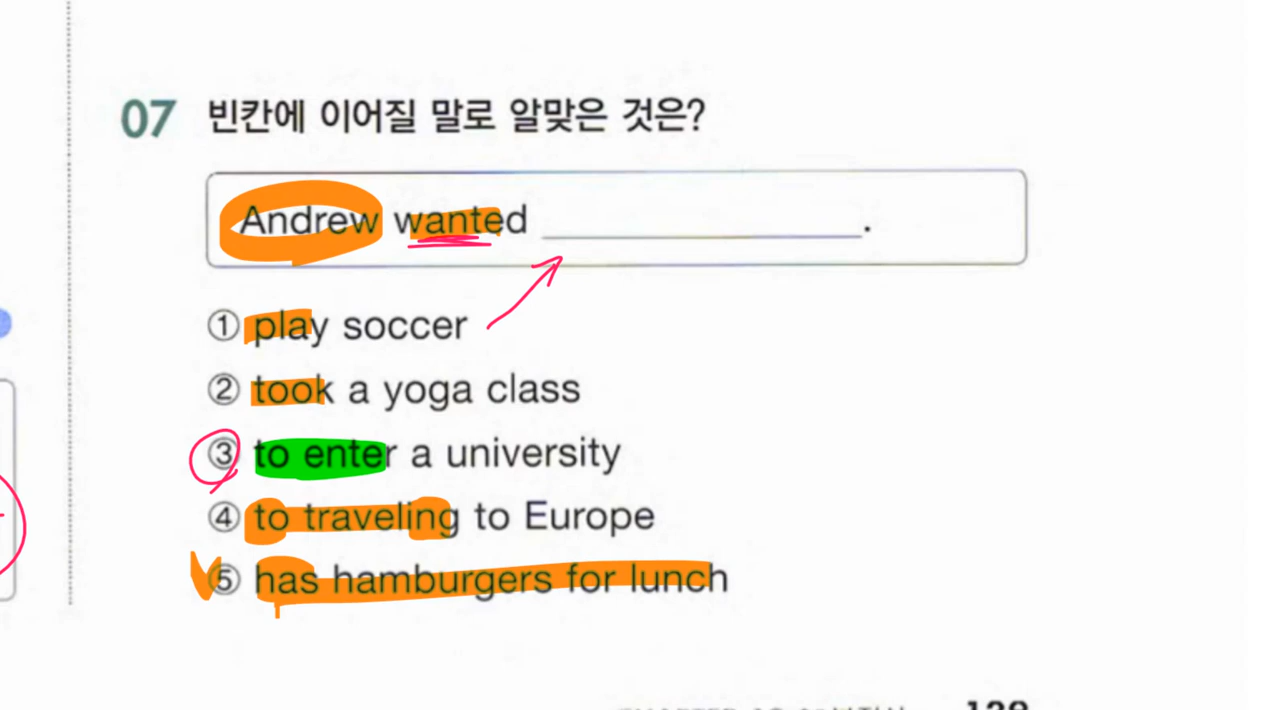 07 빈칸에 이어질 말로 알맞은 것은?
Andrew wanted ____________.
① play soccer
② took a yoga class
③ to enter a university
④ to traveling to Europe
⑤ has hamburgers for lunch